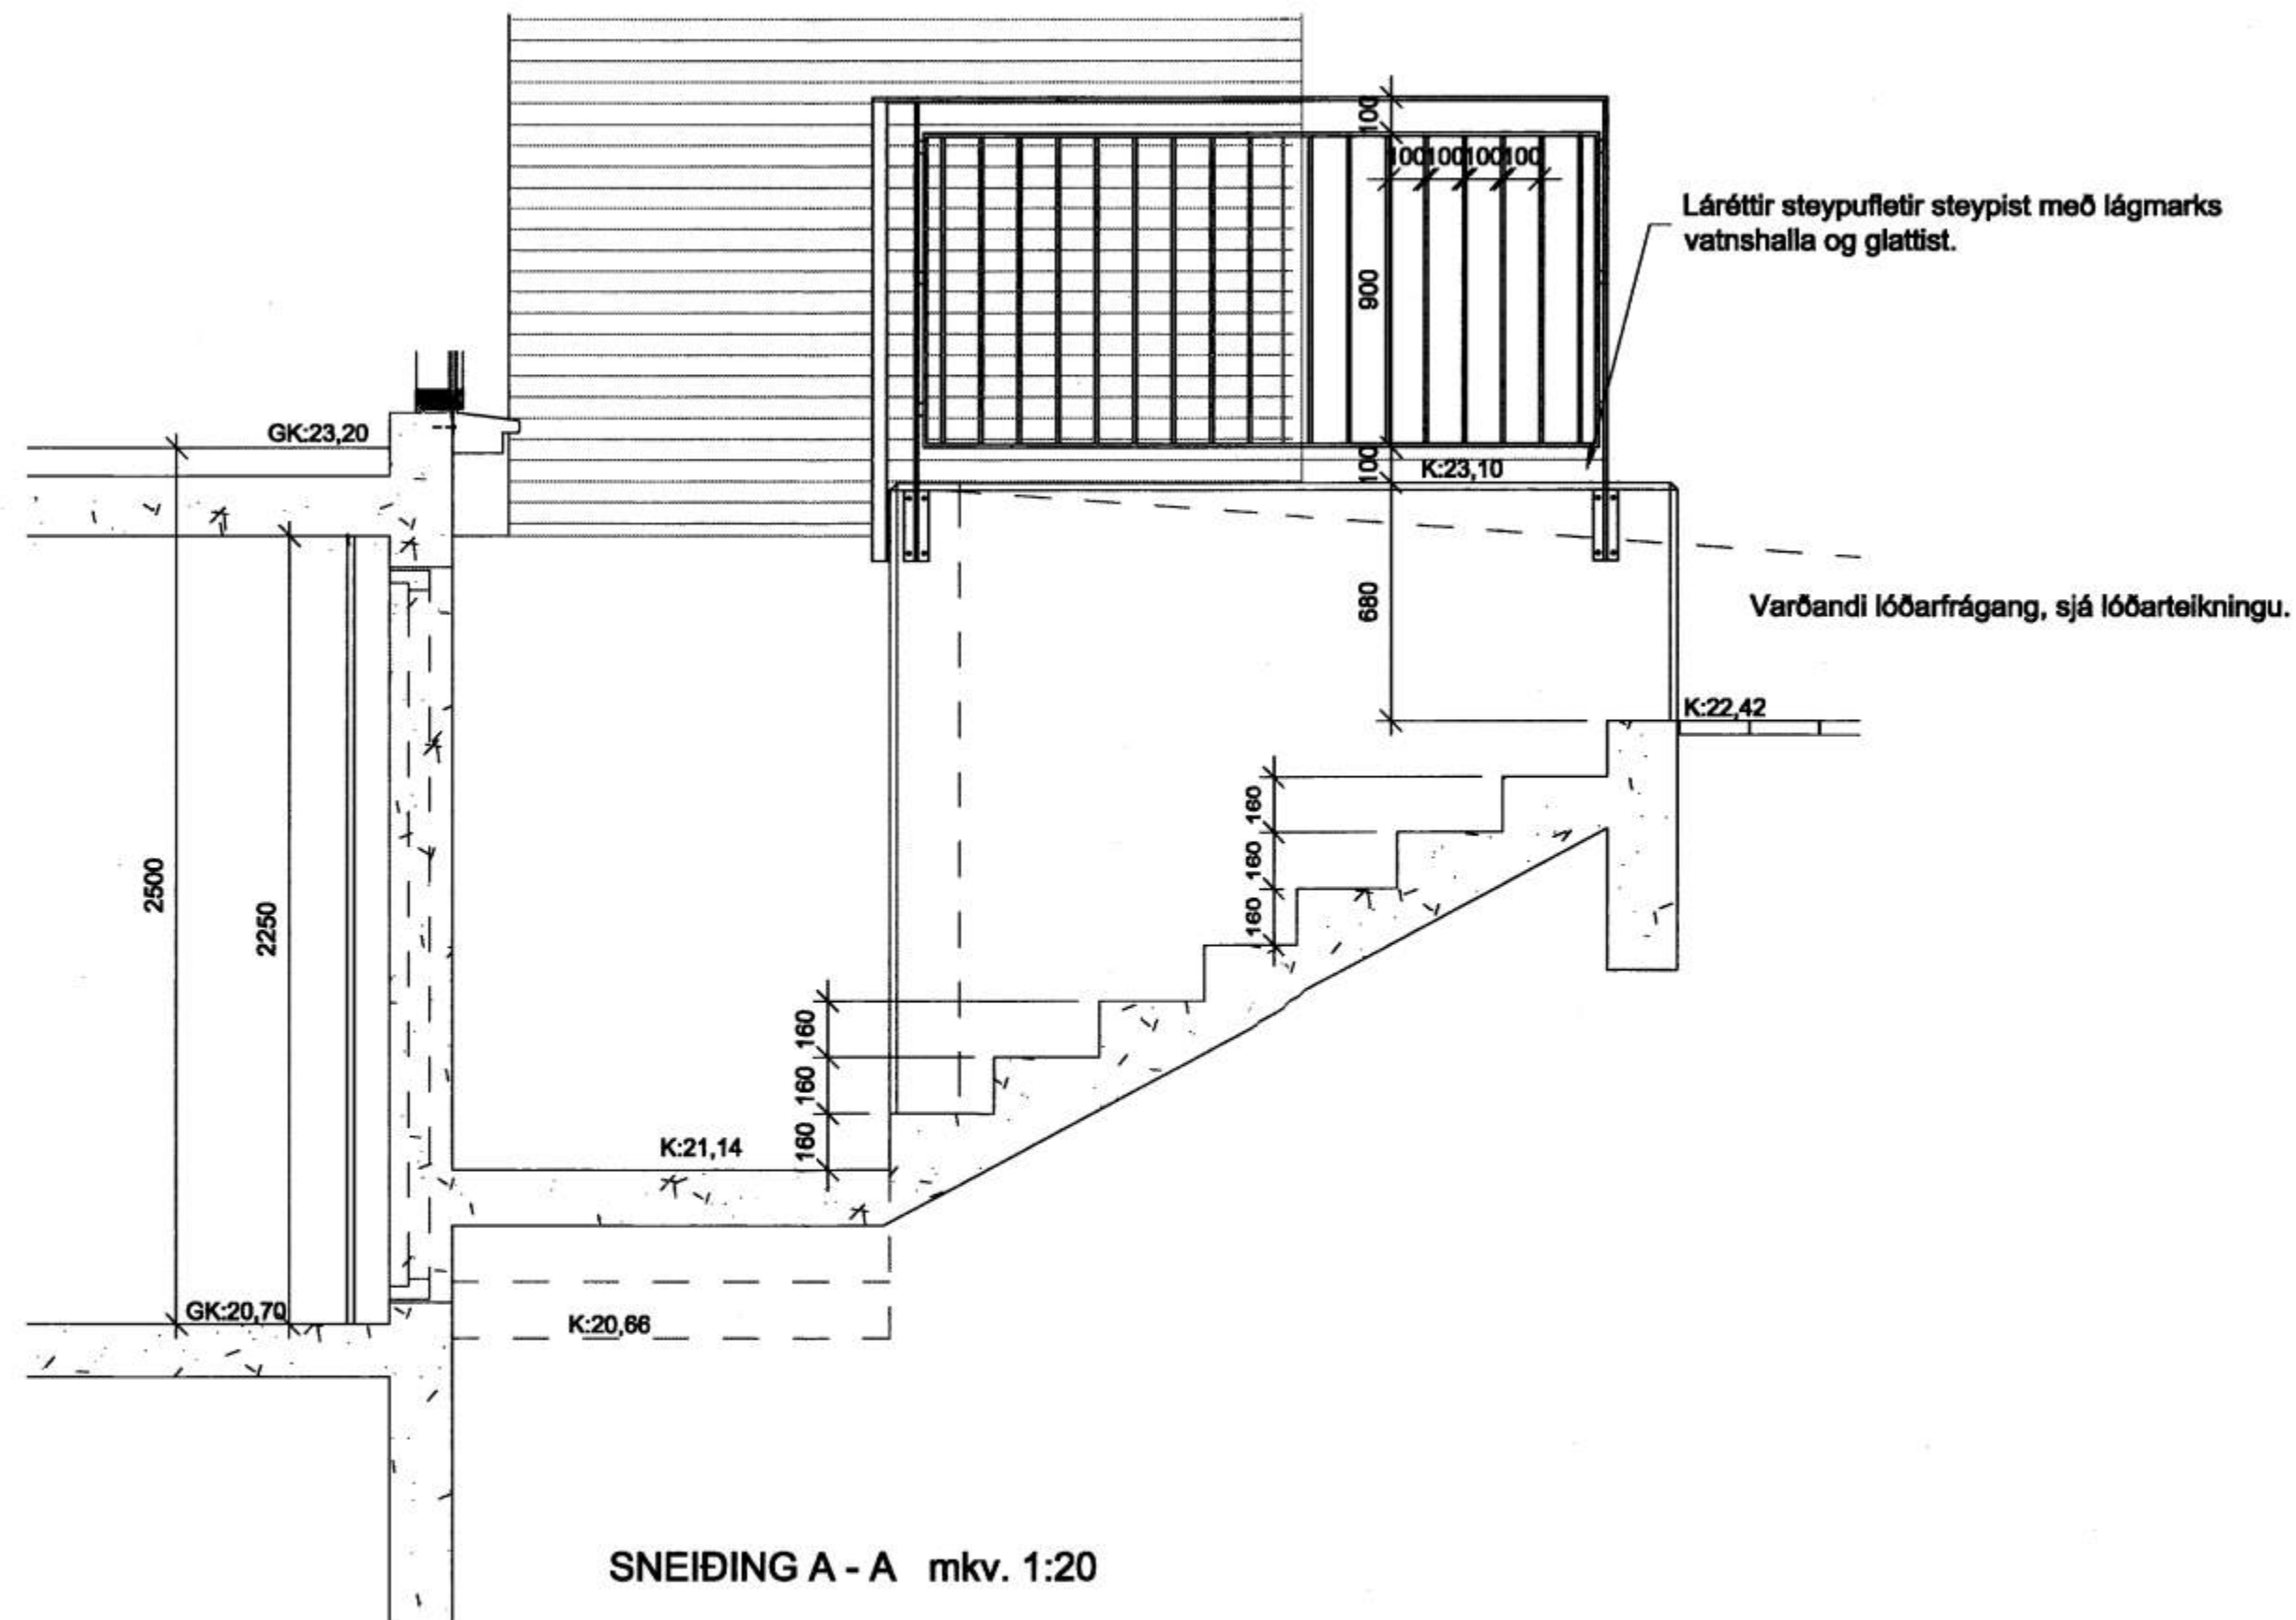 100
100100100100
Láréttir steypufletir steypist með lágmarks
vatnshalla og glattist.
900
GK:23,20
100
K:23,10
680
Varðandi lóðarfrágang, sjá lóðarteikningu.
K:22,42
160
160
160
2500
2250
160
160
160
K:21,14
GK:20,70
K:20,66
SNEIÐING A - A mkv. 1:20